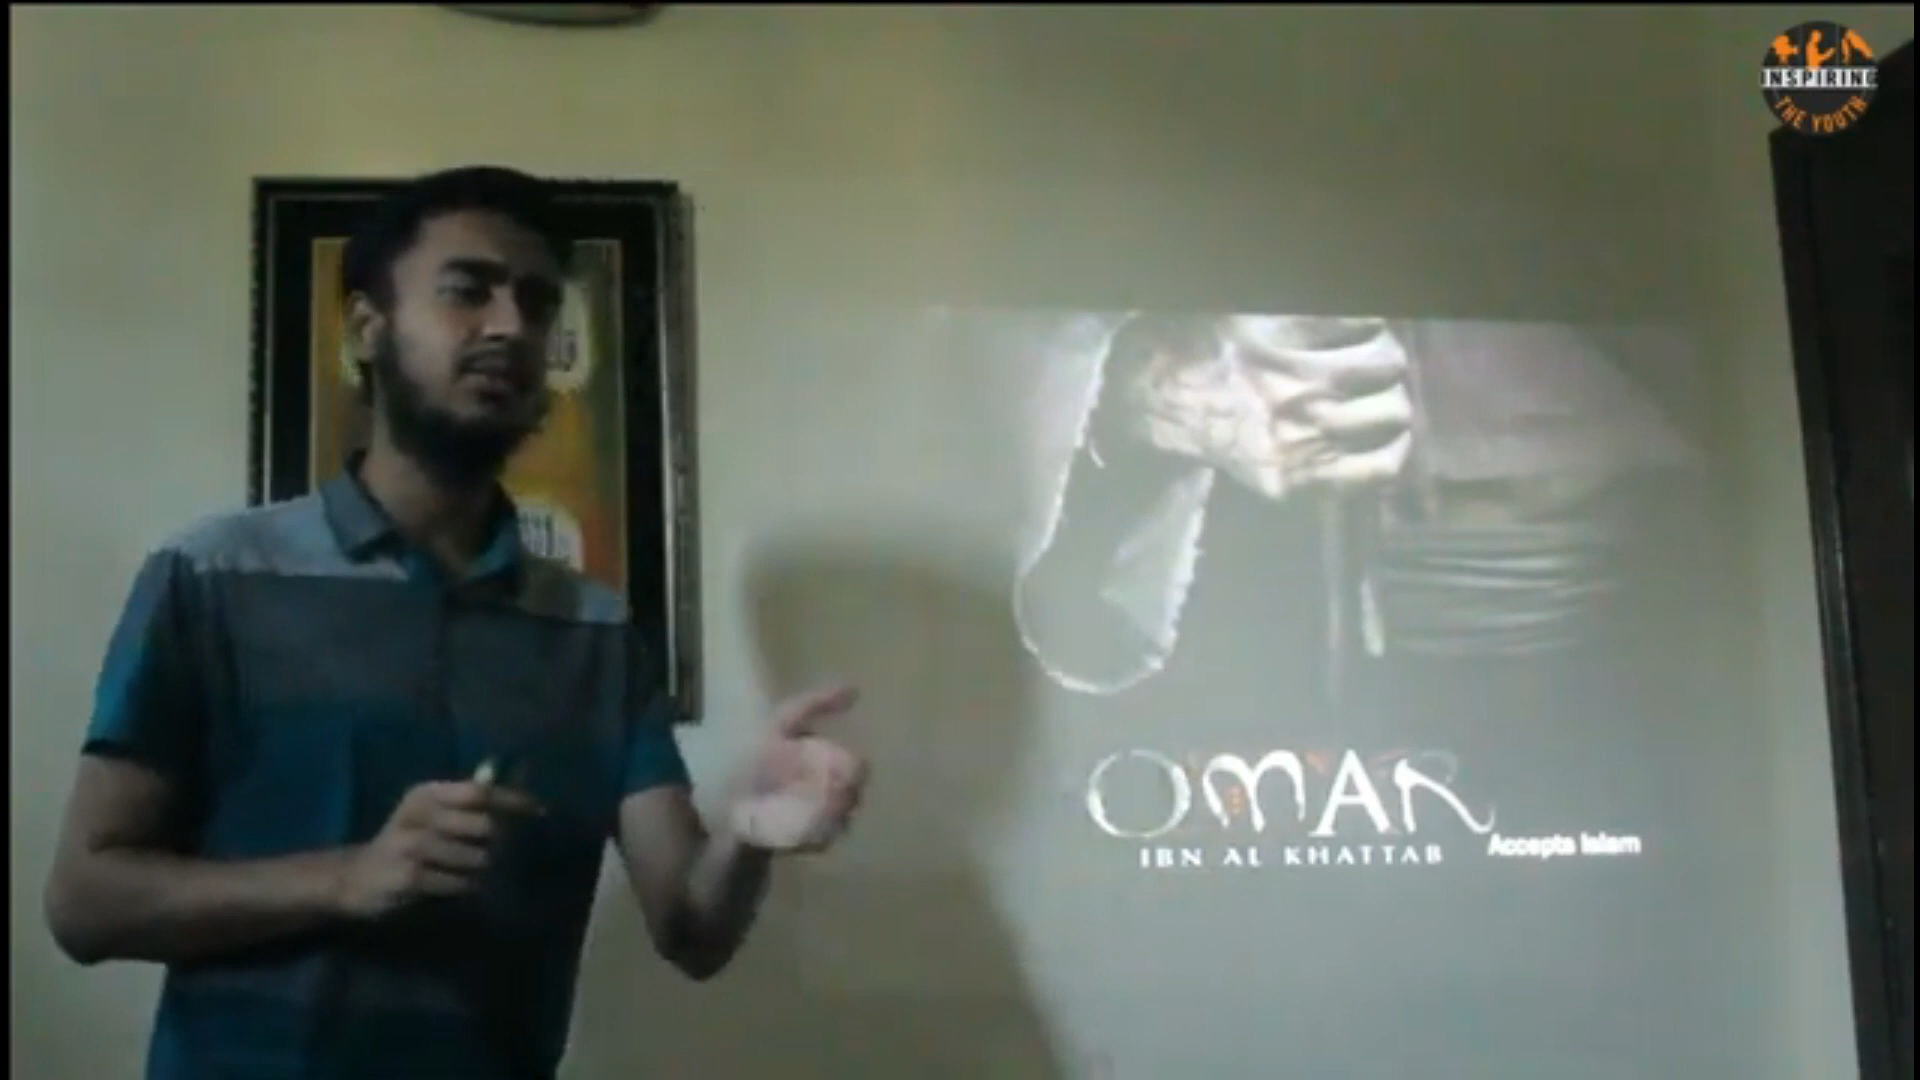 INSPIRING
THE YOUTH
OMAR
IBN AL KHATTAB
Accepts Islam